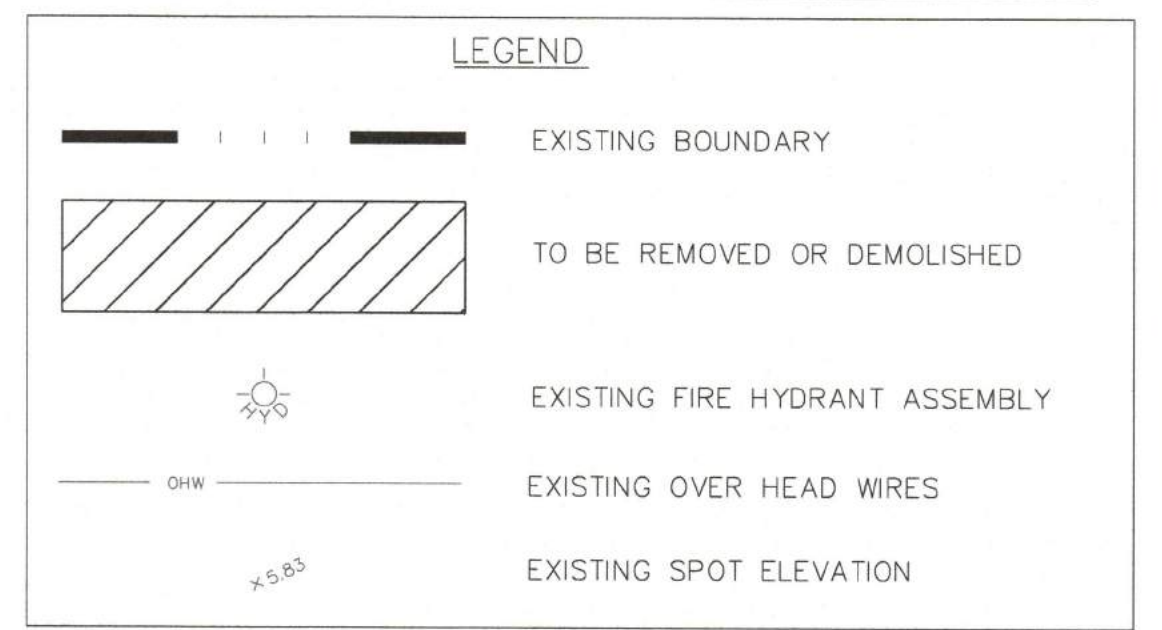 LEGEND
EXISTING BOUNDARY
TO BE REMOVED OR DEMOLISHED
HYD
EXISTING FIRE HYDRANT ASSEMBLY
OHW
EXISTING OVER HEAD WIRES
×5.83
EXISTING SPOT ELEVATION